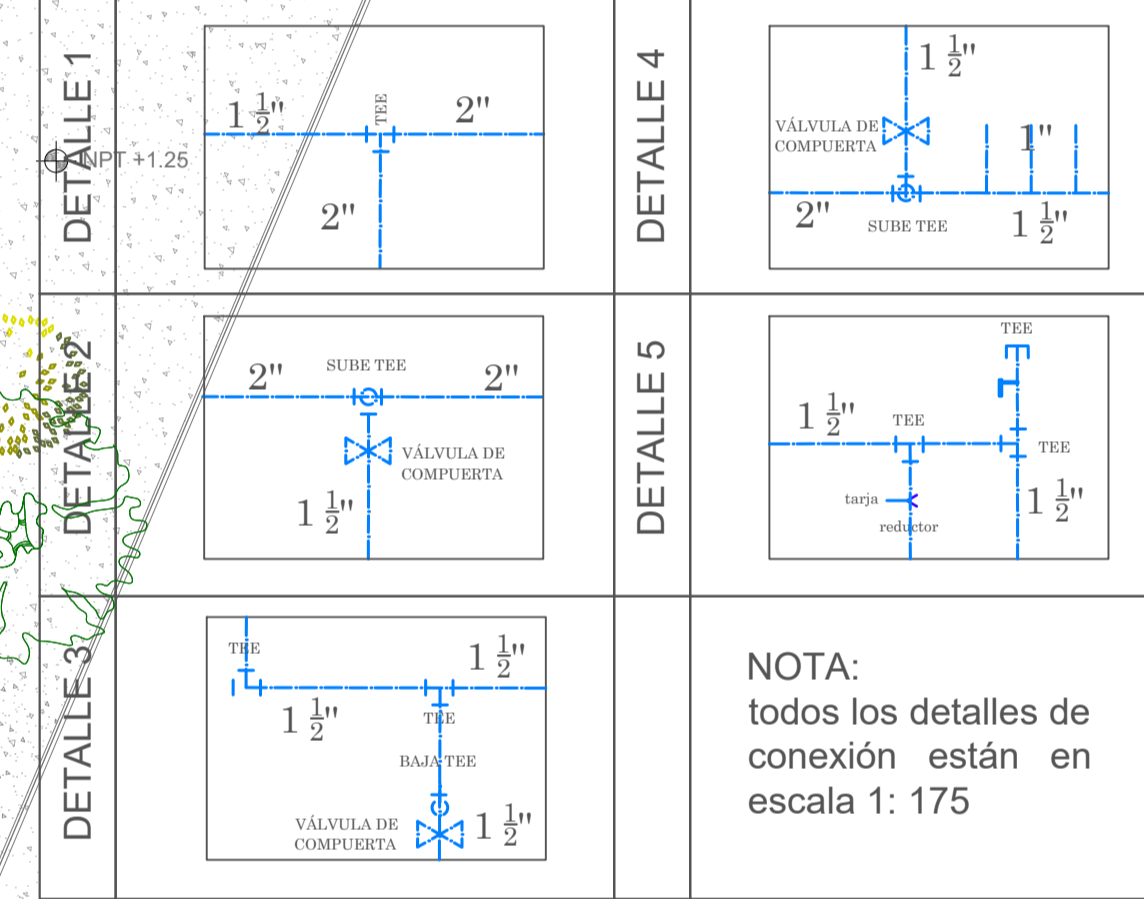 DETALLE 1
1 1/2"
TEE
2"
2"
NPT +1.25
DETALLE 2
2"
SUBE TEE
2"
VÁLVULA DE
COMPUERTA
1 1/2"
DETALLE 3
TEE
1 1/2"
1 1/2"
TEE
BAJA TEE
VÁLVULA DE
COMPUERTA
1 1/2"
DETALLE 4
1 1/2"
VÁLVULA DE
COMPUERTA
1"
2"
SUBE TEE
1 1/2"
DETALLE 5
TEE
1 1/2"
TEE
TEE
tarja
1 1/2"
reductor
NOTA:
todos los detalles de
conexión están en
escala 1: 175